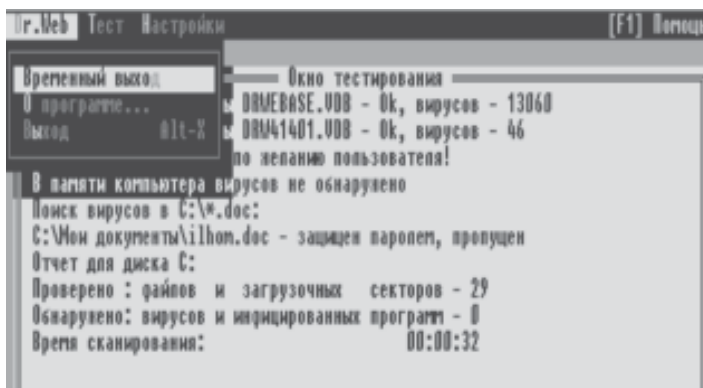 Dr.Web Тест Настройки [F1] Помощь
Временный выход
О программе...
Выход Alt-X
Окно тестирования
DRWEBASE.VDB - Ok, вирусов - 13060
DRW41401.VDB - Ok, вирусов - 46
по желанию пользователя!
В памяти компьютера вирусов не обнаружено
Поиск вирусов в C:\*.doc:
C:\Мои документы\ilhom.doc - защищен паролем, пропущен
Отчет для диска C:
Проверено : файлов и загрузочных секторов - 29
Обнаружено: вирусов и инфицированных программ - 0
Время сканирования: 00:00:32